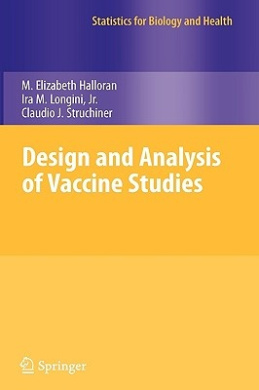 Statistics for Biology and Health
M. Elizabeth Halloran
Ira M. Longini, Jr.
Claudio J. Struchiner
Design and Analysis
of Vaccine Studies
Springer